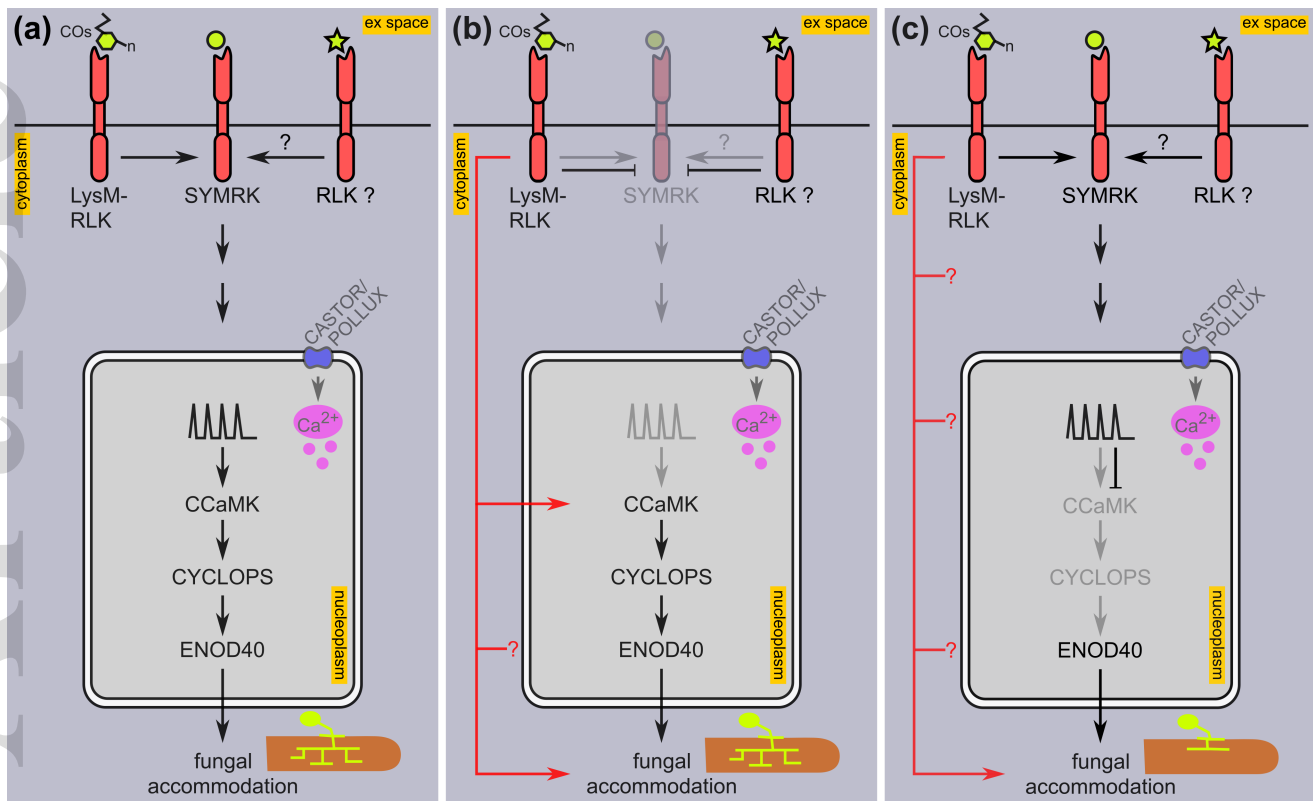 (a)
COs
n
ex space
cytoplasm
?
LysM-
RLK
SYMRK
RLK ?
CASTOR/
POLLUX
Ca2+
CCaMK
CYCLOPS
ENOD40
nucleoplasm
fungal
accommodation
(b)
COs
n
ex space
cytoplasm
?
LysM-
RLK
SYMRK
RLK ?
CASTOR/
POLLUX
Ca2+
CCaMK
CYCLOPS
ENOD40
?
nucleoplasm
fungal
accommodation
(c)
COs
n
ex space
cytoplasm
?
LysM-
RLK
SYMRK
RLK ?
?
CASTOR/
POLLUX
?
Ca2+
CCaMK
CYCLOPS
?
ENOD40
nucleoplasm
fungal
accommodation